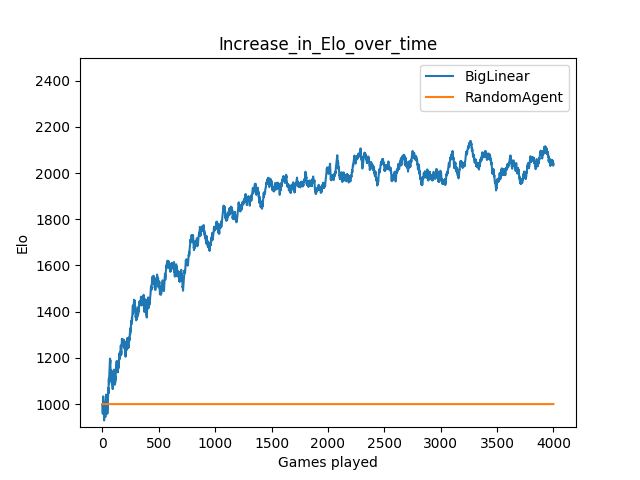 Increase_in_Elo_over_time
BigLinear
RandomAgent
2400
2200
2000
1800
1600
1400
1200
1000
Elo
0 500 1000 1500 2000 2500 3000 3500 4000
Games played